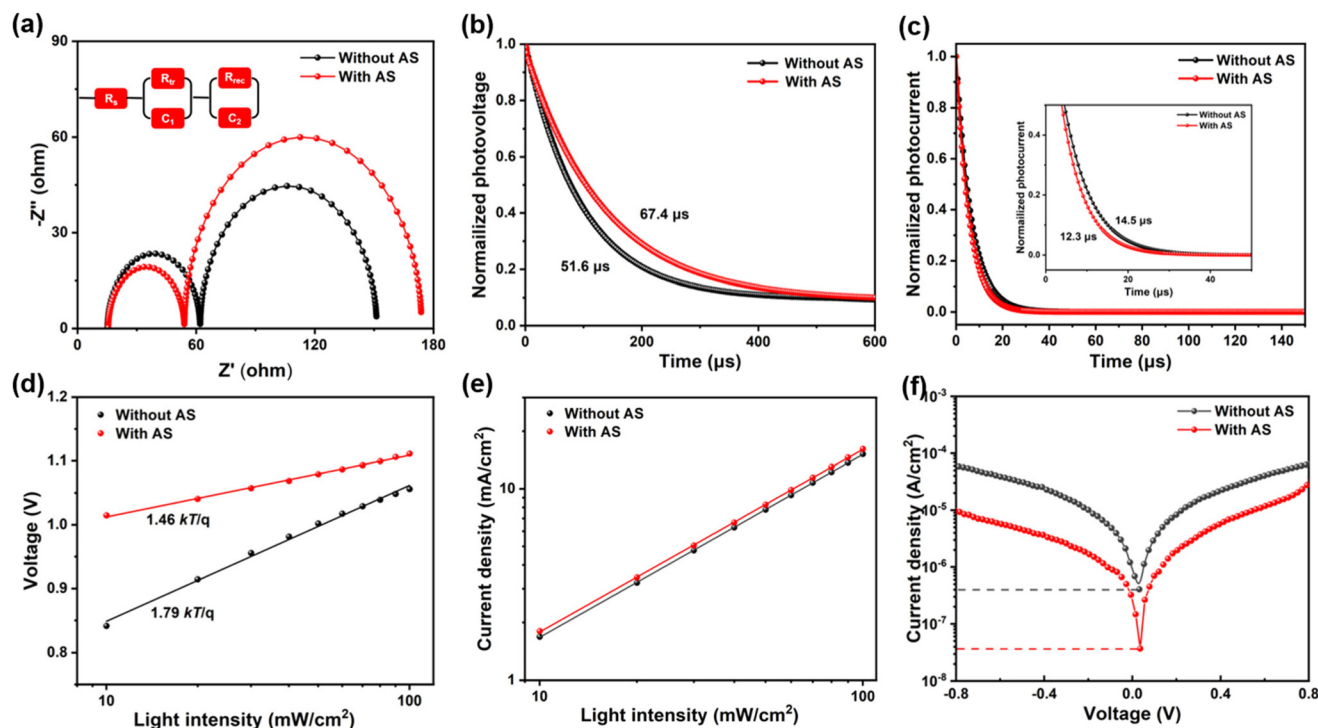 (a)
90
60
30
0
-Z'' (ohm)
0 60 120 180
Z' (ohm)
Without AS
With AS
Rs
Rtr
C1
Rrec
C2
(b)
1.0
0.8
0.6
0.4
0.2
0.0
Normailized photovoltage
0 200 400 600
Time (μs)
Without AS
With AS
67.4 μs
51.6 μs
(c)
1.0
0.8
0.6
0.4
0.2
0.0
Normailized photocurrent
0 20 40 60 80 100 120 140
Time (μs)
Without AS
With AS
0.4
0.2
0.0
Normailized photocurrent
20 40
Time (μs)
Without AS
With AS
14.5 μs
12.3 μs
(d)
1.2
1.1
1.0
0.9
0.8
Voltage (V)
10 100
Light intensity (mW/cm²)
Without AS
With AS
1.46 kT/q
1.79 kT/q
(e)
10
1
Current density (mA/cm²)
10 100
Light intensity (mW/cm²)
Without AS
With AS
(f)
10⁻³
10⁻⁴
10⁻⁵
10⁻⁶
10⁻⁷
10⁻⁸
Current density (A/cm²)
-0.8 -0.4 0.0 0.4 0.8
Voltage (V)
Without AS
With AS